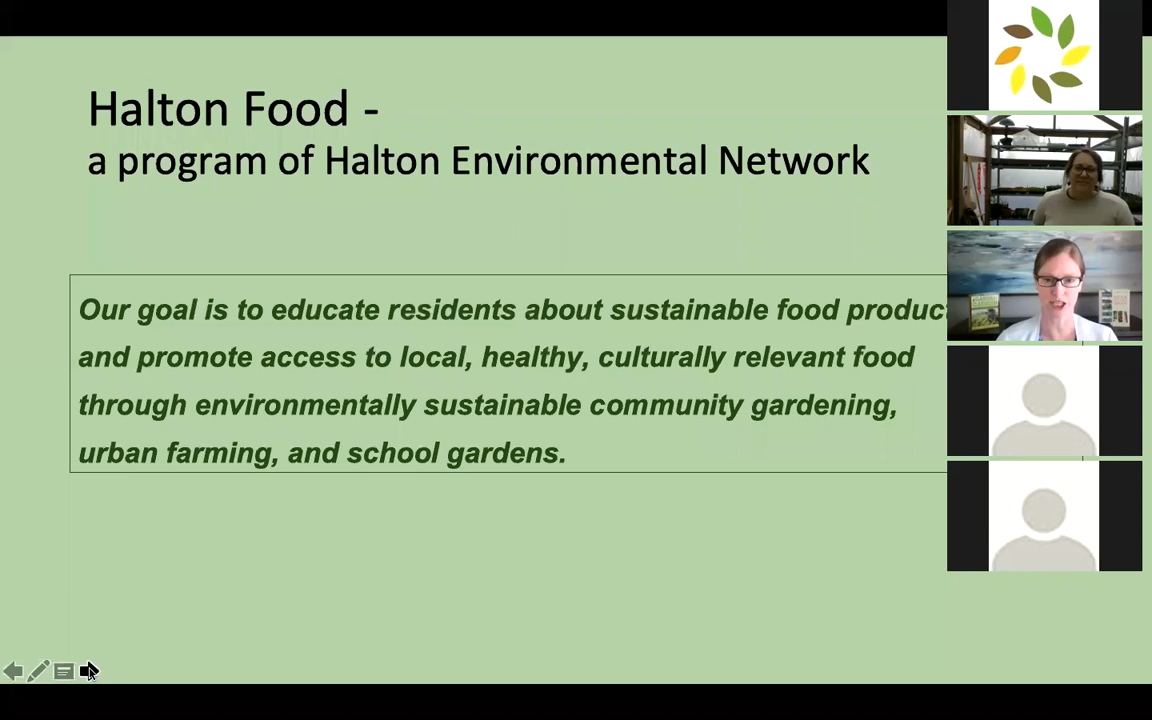 Halton Food -
a program of Halton Environmental Network
Our goal is to educate residents about sustainable food
and promote access to local, healthy, culturally relevant food
through environmentally sustainable community gardening,
urban farming, and school gardens.